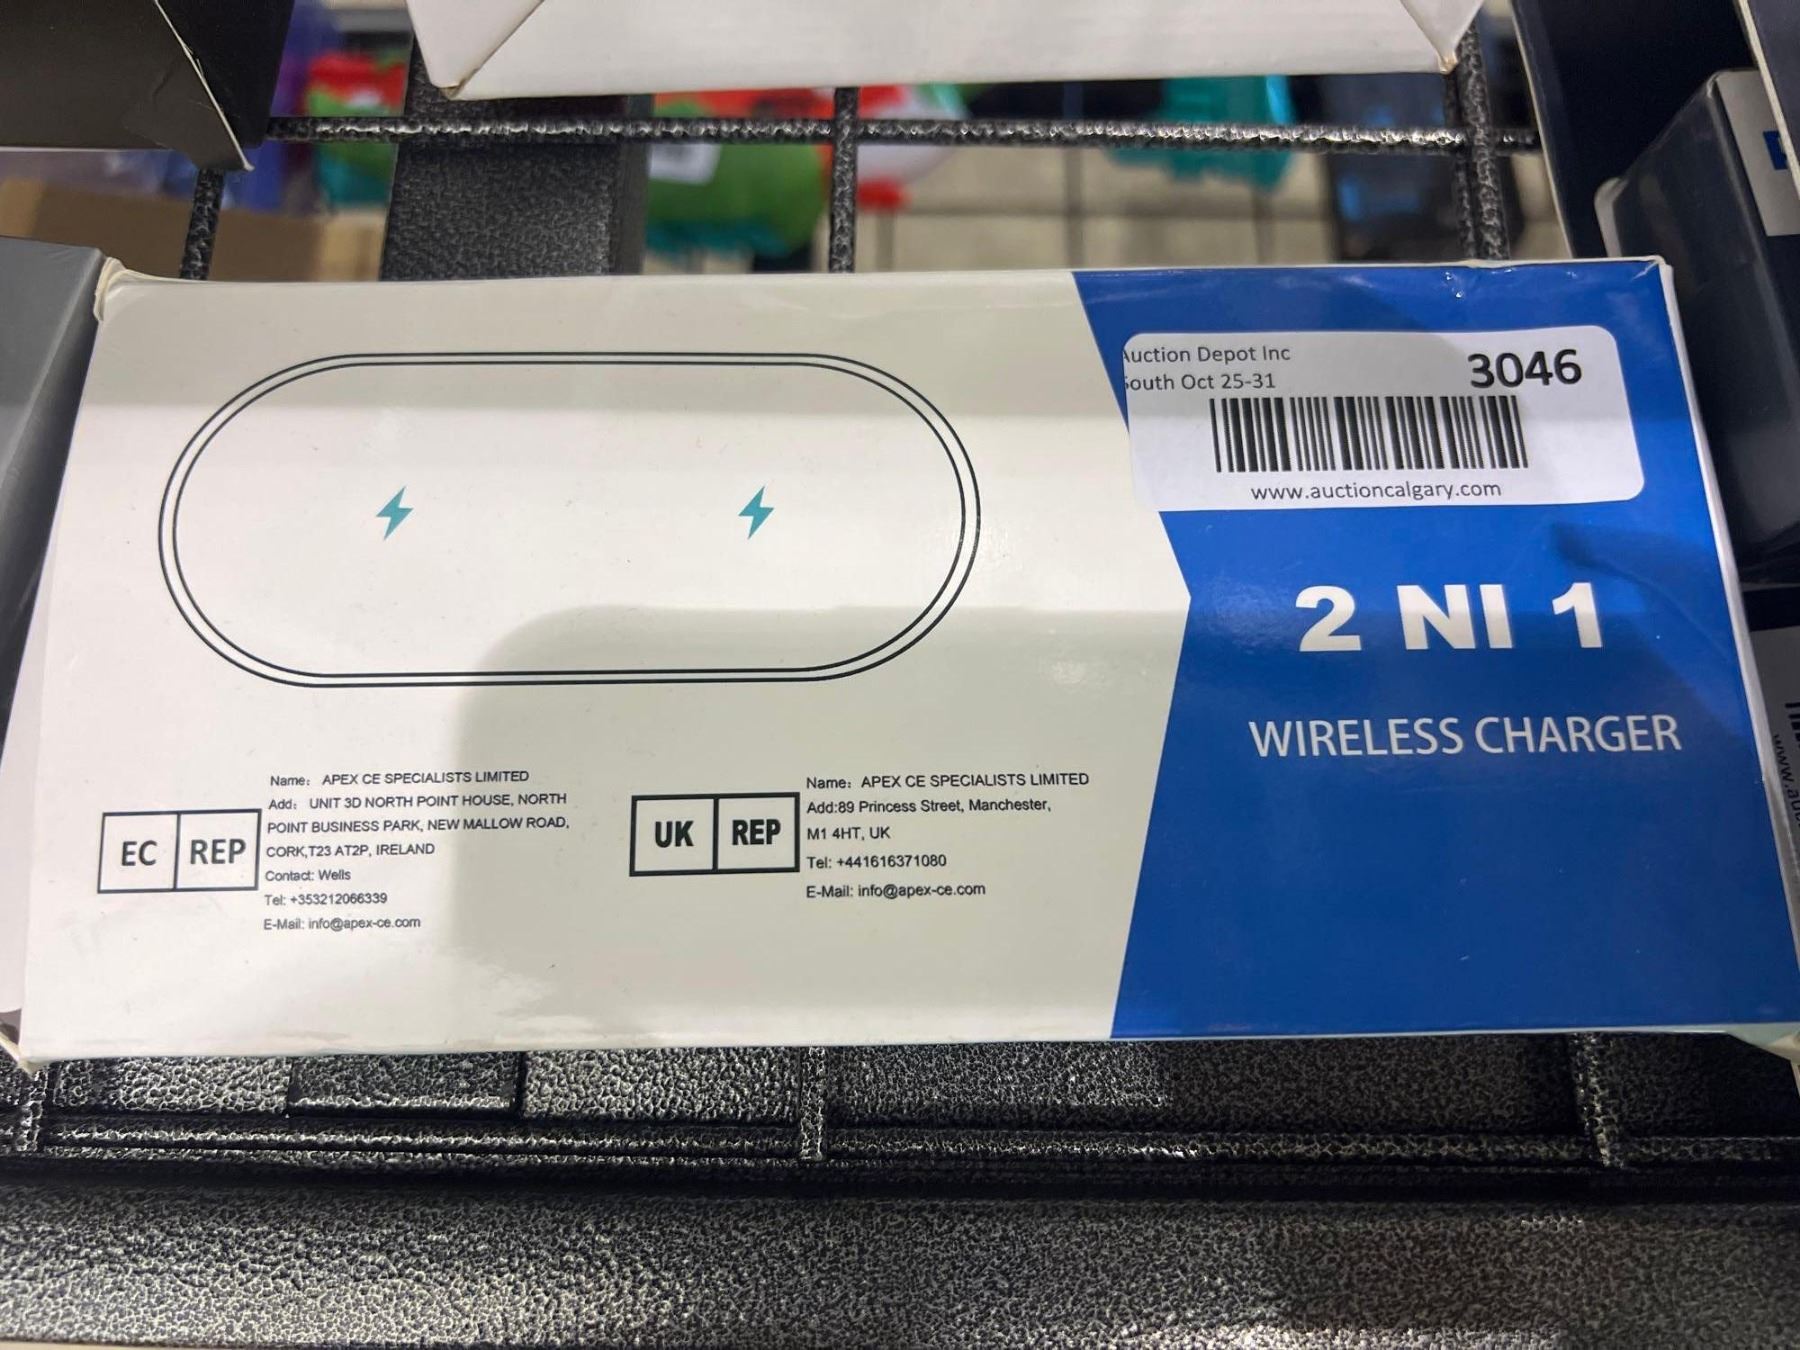 Auction Depot Inc
South Oct 25-31
3046
www.auctioncalgary.com
2 NI 1
WIRELESS CHARGER
EC REP
Name: APEX CE SPECIALISTS LIMITED
Add: UNIT 3D NORTH POINT HOUSE, NORTH
POINT BUSINESS PARK, NEW MALLOW ROAD,
CORK,T23 AT2P, IRELAND
Contact: Wells
Tel: +353212066339
E-Mail: info@apex-ce.com
UK REP
Name: APEX CE SPECIALISTS LIMITED
Add:89 Princess Street, Manchester,
M1 4HT, UK
Tel: +441616371080
E-Mail: info@apex-ce.com